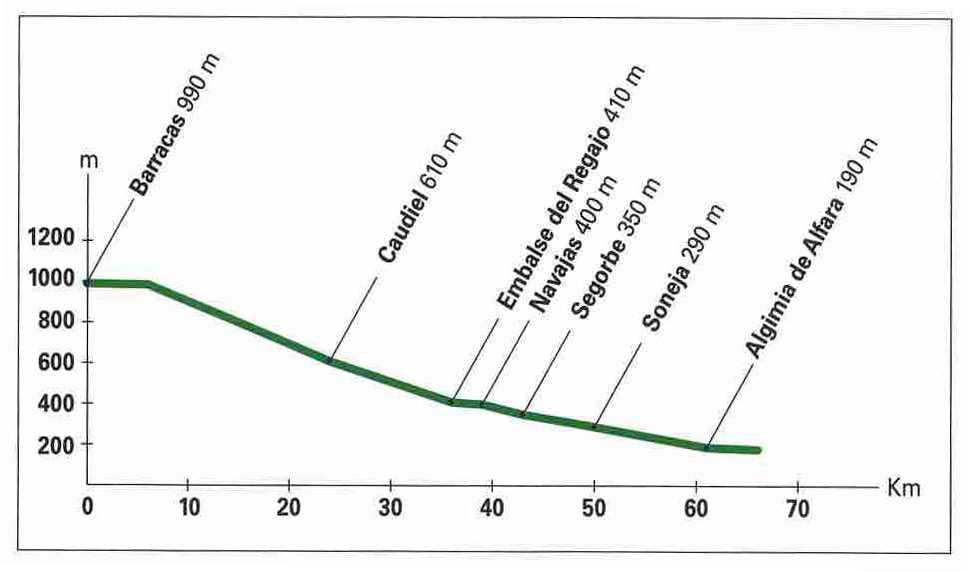 Barracas 990 m
Caudiel 610 m
Embalse del Regajo 410 m
Navajas 400 m
Segorbe 350 m
Soneja 290 m
Algimia de Alfara 190 m
m
1200
1000
800
600
400
200
0 10 20 30 40 50 60 70 Km